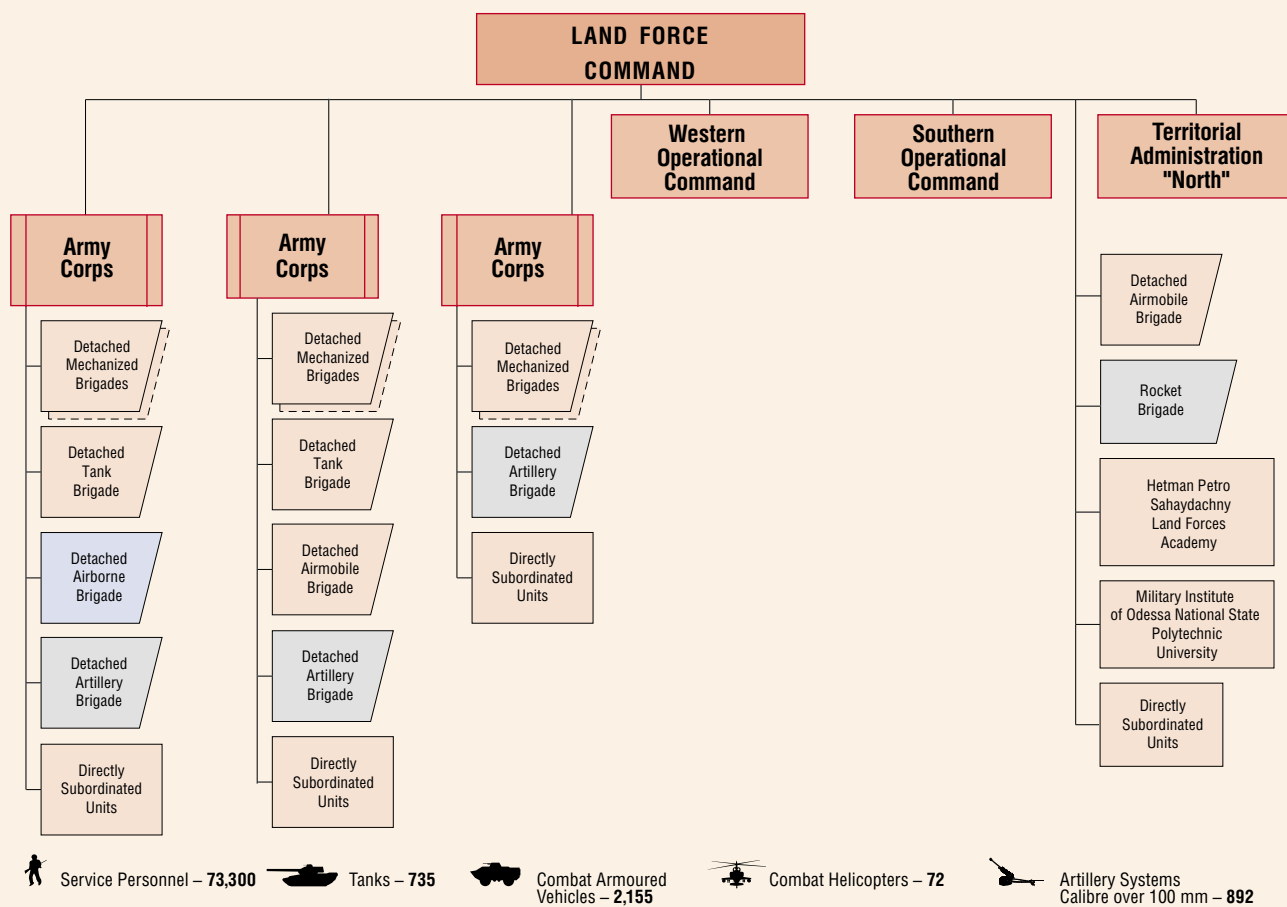 LAND FORCE
COMMAND
Western
Operational
Command
Southern
Operational
Command
Territorial
Administration
"North"
Army
Corps
Detached
Mechanized
Brigades
Detached
Tank
Brigade
Detached
Airborne
Brigade
Detached
Artillery
Brigade
Directly
Subordinated
Units
Army
Corps
Detached
Mechanized
Brigades
Detached
Tank
Brigade
Detached
Airmobile
Brigade
Detached
Artillery
Brigade
Directly
Subordinated
Units
Army
Corps
Detached
Mechanized
Brigades
Detached
Artillery
Brigade
Directly
Subordinated
Units
Detached
Airmobile
Brigade
Rocket
Brigade
Hetman Petro
Sahaydachny
Land Forces
Academy
Military Institute
of Odessa National State
Polytechnic
University
Directly
Subordinated
Units
Service Personnel – 73,300
Tanks – 735
Combat Armoured
Vehicles – 2,155
Combat Helicopters – 72
Artillery Systems
Calibre over 100 mm – 892